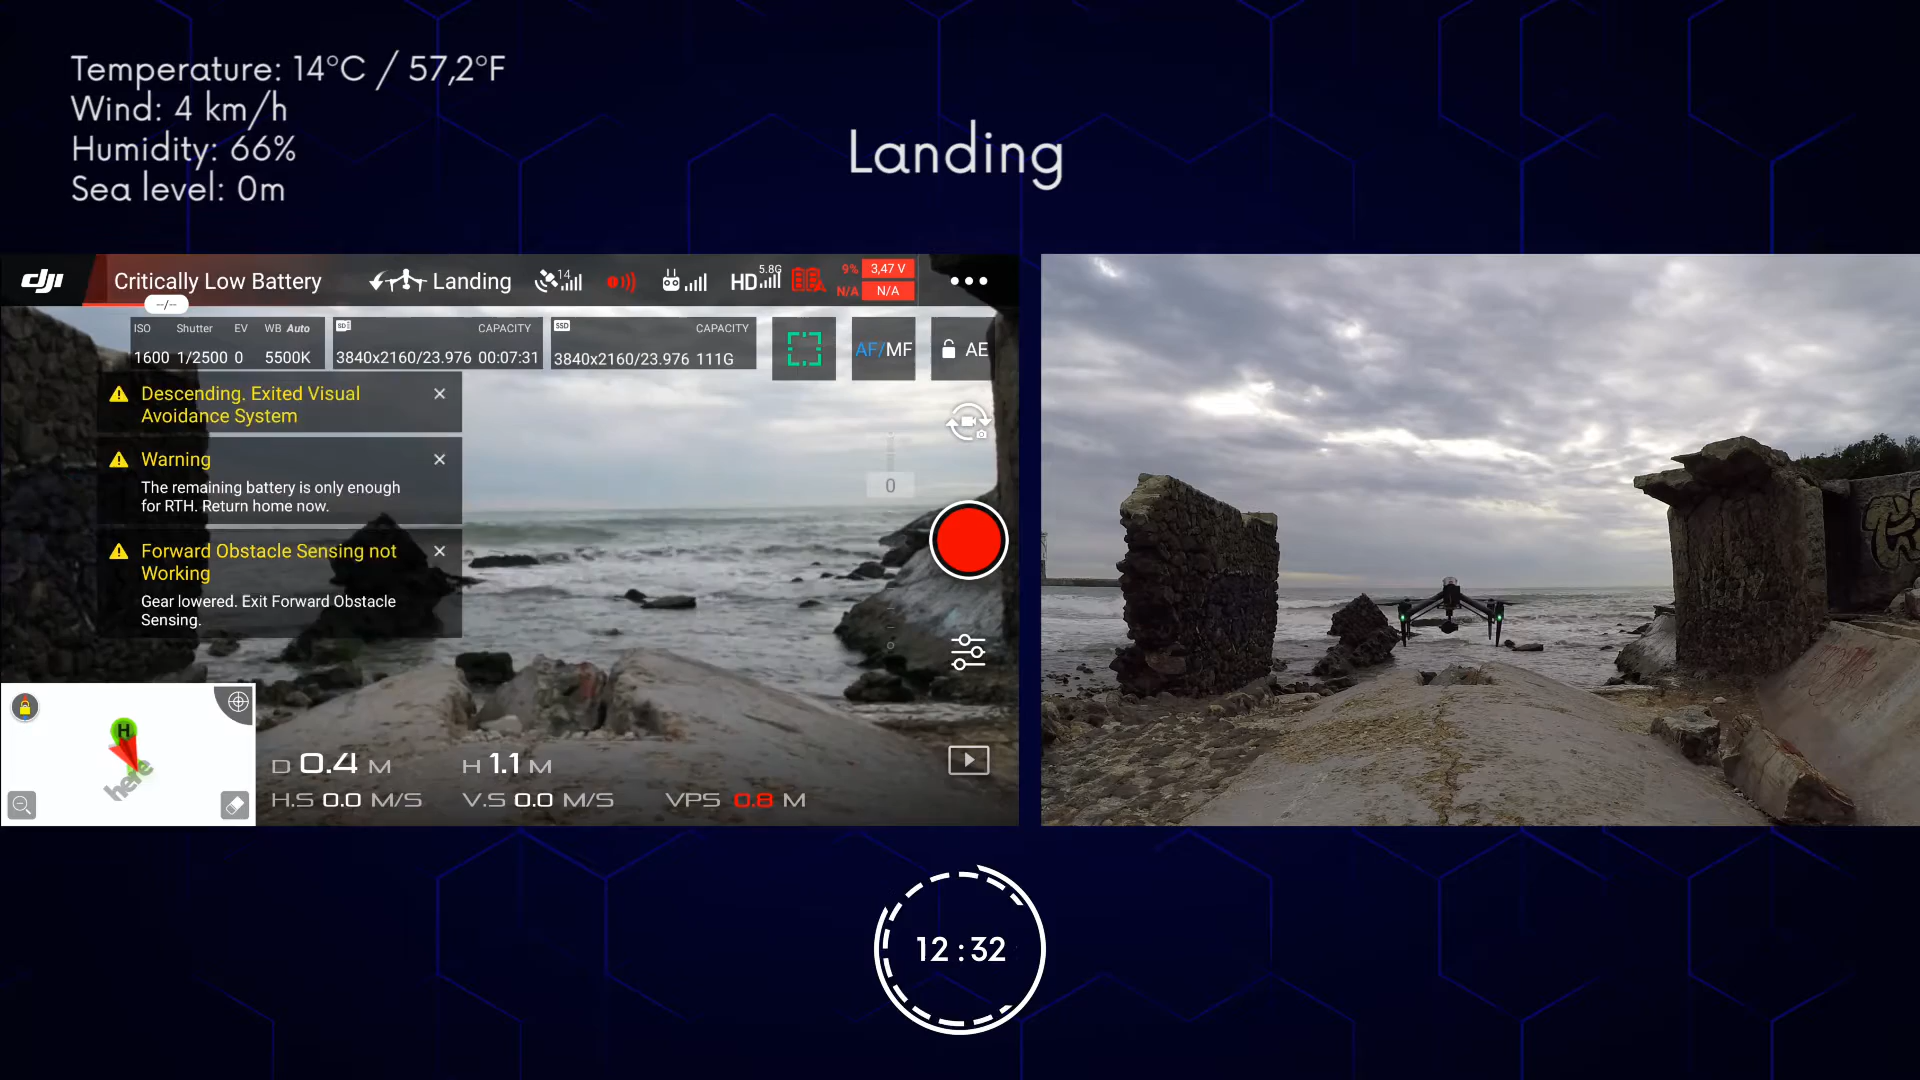 Temperature: 14°C / 57,2°F
Wind: 4 km/h
Humidity: 66%
Sea level: 0m
Landing
dji
Critically Low Battery
Landing
14
HD
5.8G
9%
3,47 V
N/A
N/A
--/--
ISO Shutter EV WB Auto
1600 1/2500 0 5500K
SD CAPACITY
3840x2160/23.976 00:07:31
SSD CAPACITY
3840x2160/23.976 111G
AF/MF
AE
Descending. Exited Visual
Avoidance System
Warning
The remaining battery is only enough
for RTH. Return home now.
Forward Obstacle Sensing not
Working
Gear lowered. Exit Forward Obstacle
Sensing.
0
H
here
D 0.4 M
H 1.1 M
H.S 0.0 M/S
V.S 0.0 M/S
VPS 0.8 M
12:32